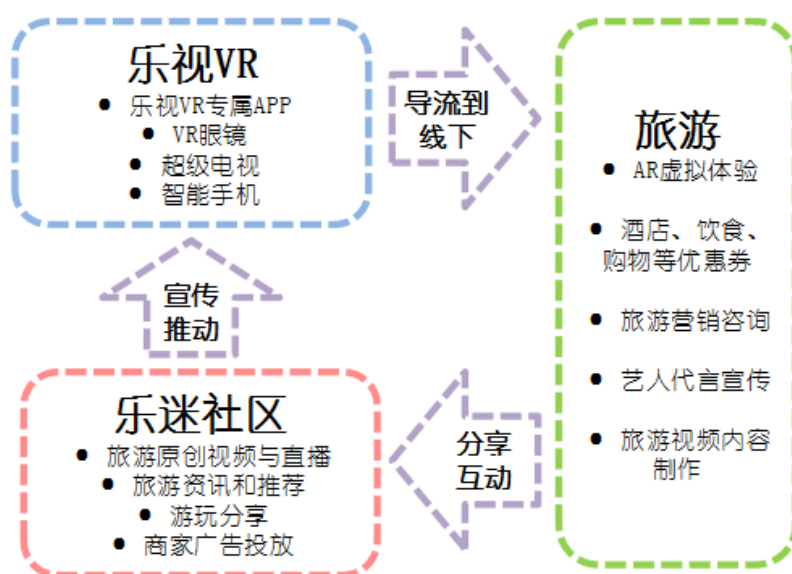 乐视VR
● 乐视VR专属APP
● VR眼镜
● 超级电视
● 智能手机
导流到
线下
旅游
● AR虚拟体验
● 酒店、饮食、
购物等优惠券
● 旅游营销咨询
● 艺人代言宣传
● 旅游视频内容
制作
分享
互动
乐迷社区
● 旅游原创视频与直播
● 旅游资讯和推荐
● 游玩分享
● 商家广告投放
宣传
推动